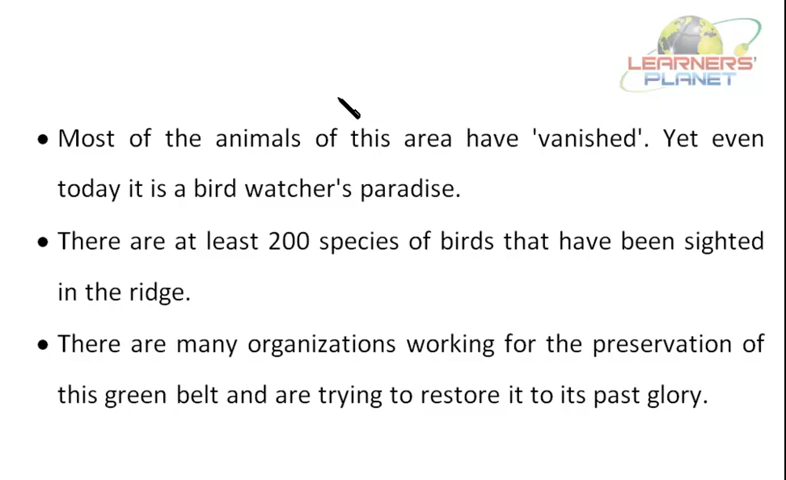 LEARNERS'
PLANET
• Most of the animals of this area have 'vanished'. Yet even
today it is a bird watcher's paradise.
• There are at least 200 species of birds that have been sighted
in the ridge.
• There are many organizations working for the preservation of
this green belt and are trying to restore it to its past glory.